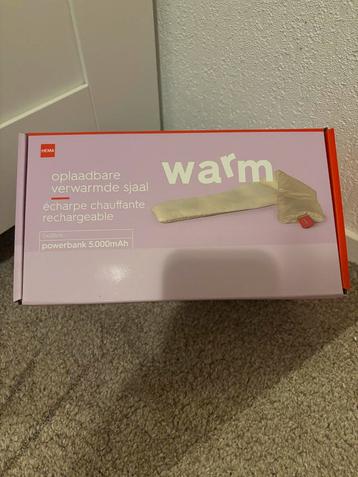 HEMA
warm
oplaadbare
verwarmde sjaal
écharpe chauffante
rechargeable
powerbank 5.000mAh